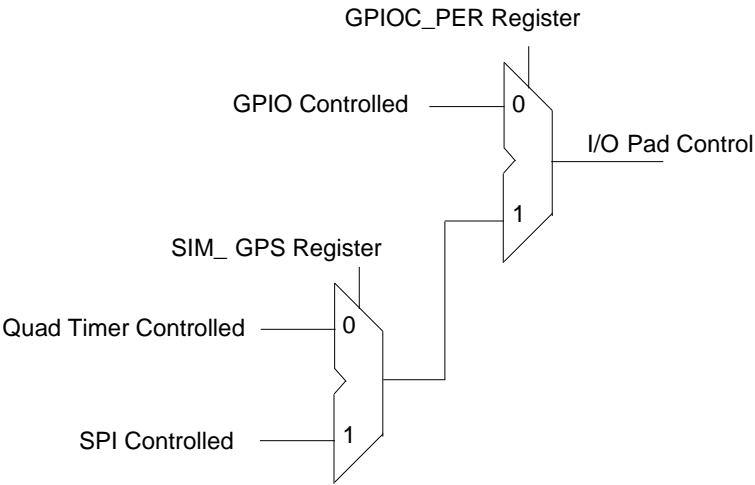 GPIOC_PER Register
GPIO Controlled
0
I/O Pad Control
1
SIM_ GPS Register
Quad Timer Controlled
0
SPI Controlled
1